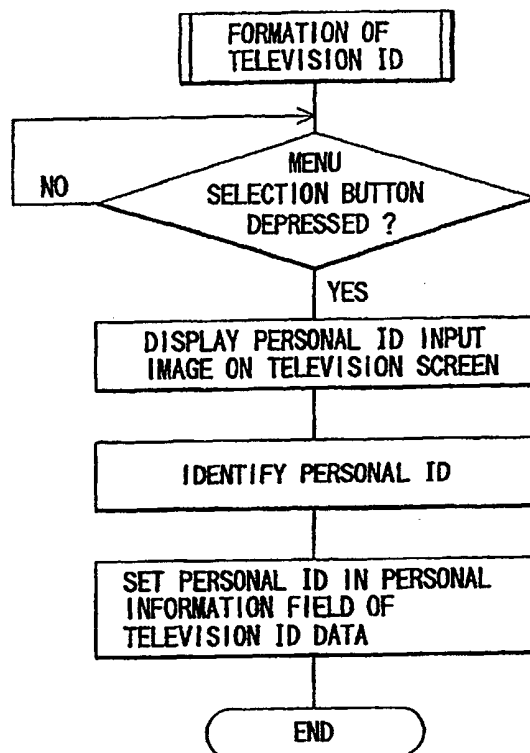 FORMATION OF
TELEVISION ID
MENU
SELECTION BUTTON
DEPRESSED ?
NO
YES
DISPLAY PERSONAL ID INPUT
IMAGE ON TELEVISION SCREEN
IDENTIFY PERSONAL ID
SET PERSONAL ID IN PERSONAL
INFORMATION FIELD OF
TELEVISION ID DATA
END